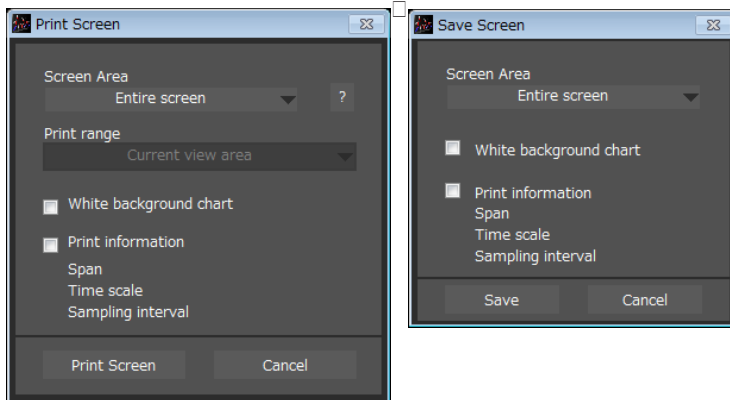 Print Screen
Screen Area
Entire screen
?
Print range
Current view area
White background chart
Print information
Span
Time scale
Sampling interval
Print Screen
Cancel
Save Screen
Screen Area
Entire screen
White background chart
Print information
Span
Time scale
Sampling interval
Save
Cancel